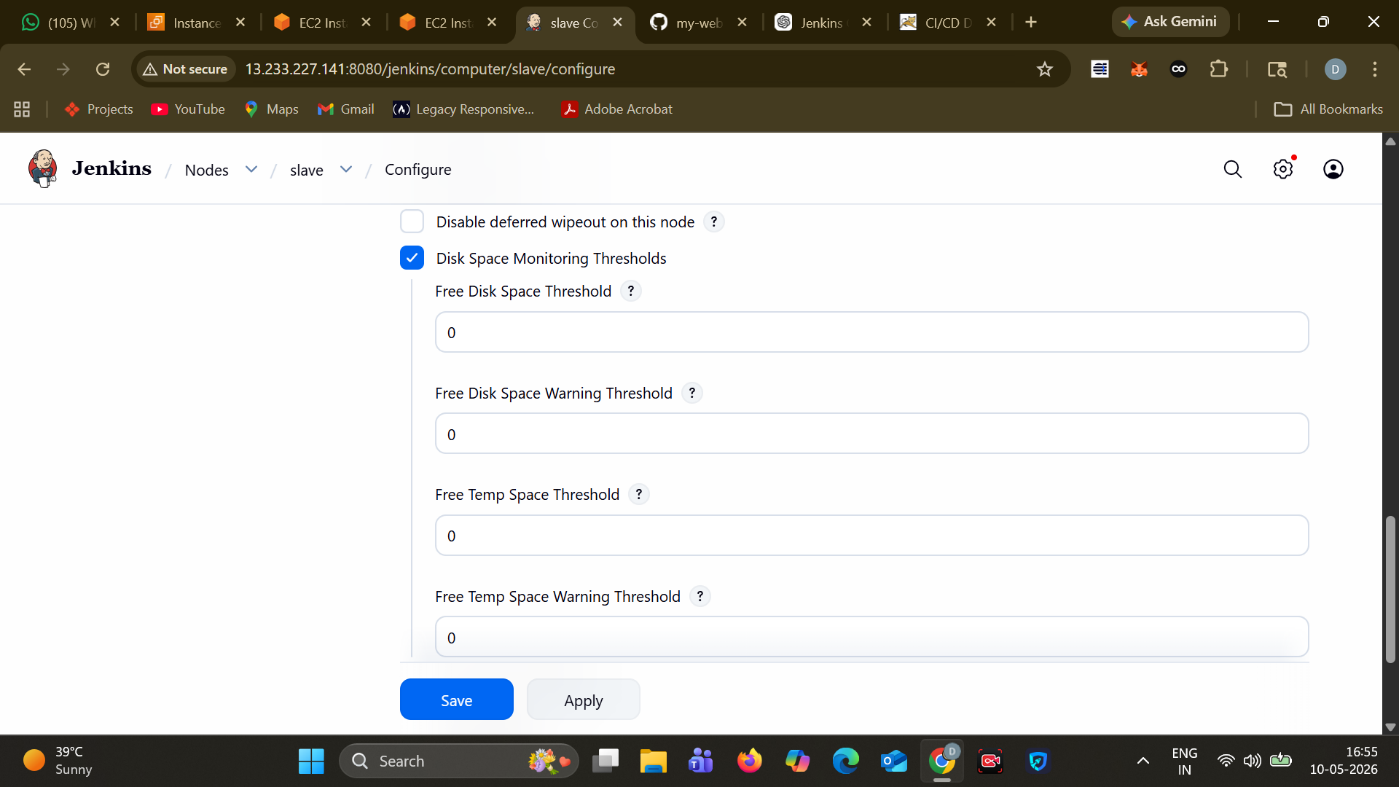 (105) W
Instance
EC2 Inst
EC2 Inst
slave Co
my-web
Jenkins
CI/CD D
Ask Gemini
Not secure
13.233.227.141:8080/jenkins/computer/slave/configure
D
Projects
YouTube
Maps
Gmail
Legacy Responsive...
Adobe Acrobat
All Bookmarks
Jenkins / Nodes / slave / Configure
Disable deferred wipeout on this node ?
Disk Space Monitoring Thresholds
Free Disk Space Threshold ?
0
Free Disk Space Warning Threshold ?
0
Free Temp Space Threshold ?
0
Free Temp Space Warning Threshold ?
0
Save
Apply
39°C
Sunny
Search
D
ENG
IN
16:55
10-05-2026